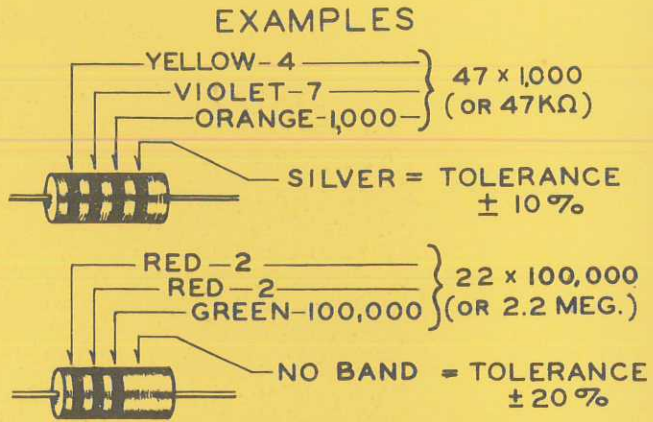 EXAMPLES
YELLOW-4
VIOLET-7
ORANGE-1,000
47 x 1,000
(OR 47KΩ)
SILVER = TOLERANCE
± 10%
RED-2
RED-2
GREEN-100,000
22 x 100,000
(OR 2.2 MEG.)
NO BAND = TOLERANCE
± 20%